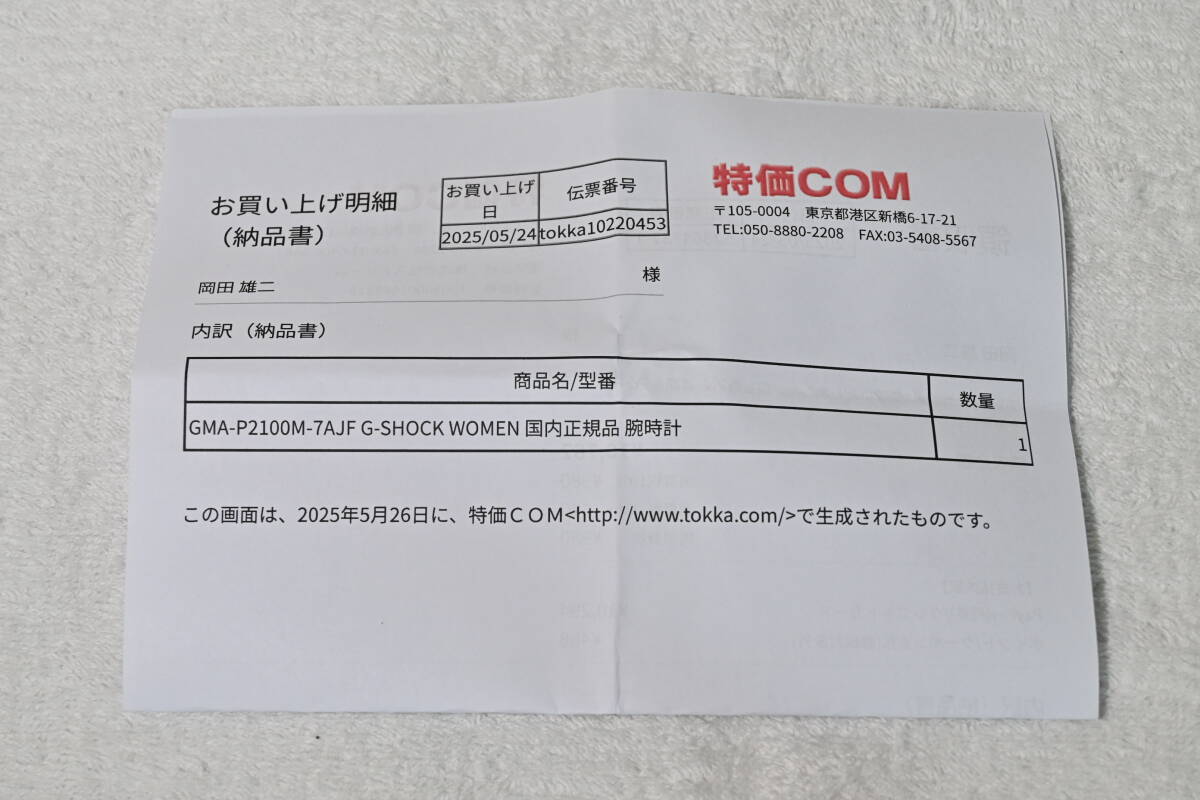 お買い上げ明細
（納品書）
お買い上げ
日
伝票番号
2025/05/24
tokka10220453
特価COM
〒105-0004 東京都港区新橋6-17-21
TEL:050-8880-2208 FAX:03-5408-5567
岡田 雄二 様
内訳（納品書）
商品名/型番 数量
GMA-P2100M-7AJF G-SHOCK WOMEN 国内正規品 腕時計 1
この画面は、2025年5月26日に、特価ＣＯＭ<http://www.tokka.com/>で生成されたものです。